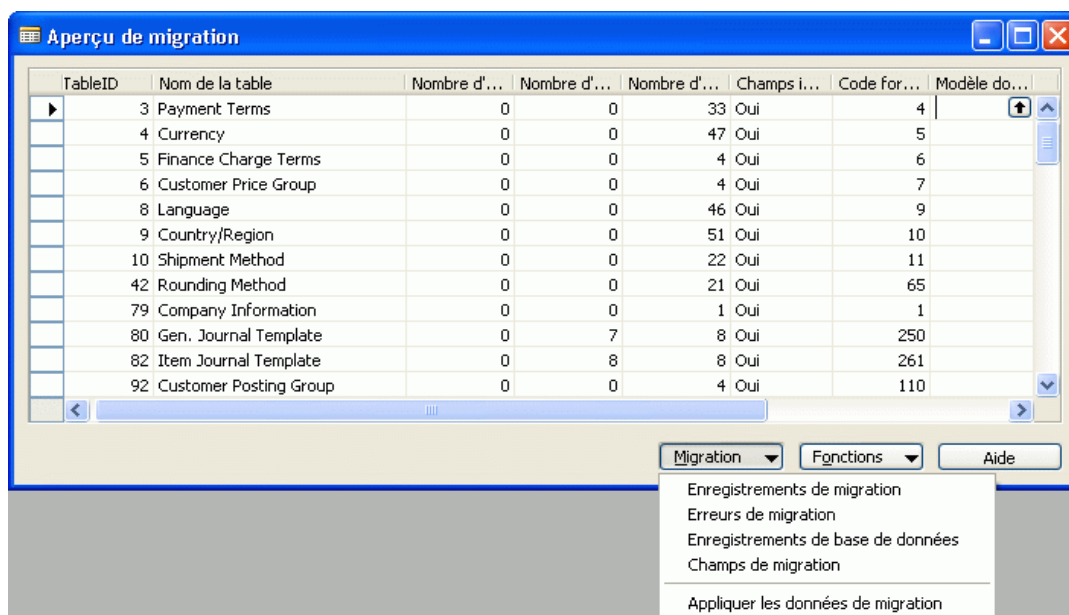 Aperçu de migration
TableID Nom de la table Nombre d'... Nombre d'... Nombre d'... Champs i... Code for... Modèle do...
3 Payment Terms 0 0 33 Oui 4
4 Currency 0 0 47 Oui 5
5 Finance Charge Terms 0 0 4 Oui 6
6 Customer Price Group 0 0 4 Oui 7
8 Language 0 0 46 Oui 9
9 Country/Region 0 0 51 Oui 10
10 Shipment Method 0 0 22 Oui 11
42 Rounding Method 0 0 21 Oui 65
79 Company Information 0 0 1 Oui 1
80 Gen. Journal Template 0 7 8 Oui 250
82 Item Journal Template 0 8 8 Oui 261
92 Customer Posting Group 0 0 4 Oui 110
Migration Fonctions Aide
Enregistrements de migration
Erreurs de migration
Enregistrements de base de données
Champs de migration
Appliquer les données de migration